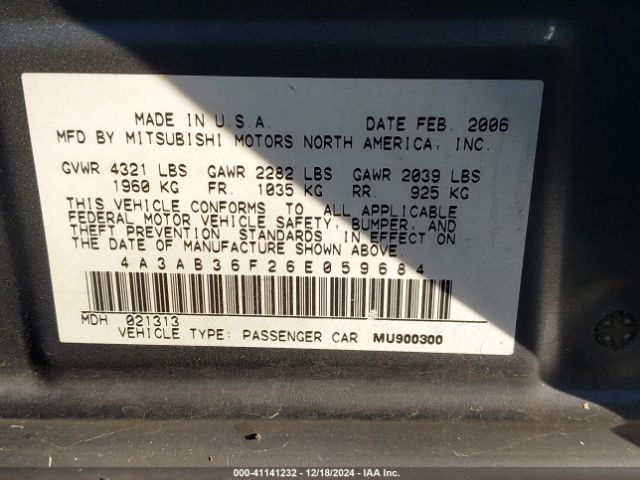 MADE IN U.S.A. DATE FEB. 2006
MFD BY MITSUBISHI MOTORS NORTH AMERICA, INC.
GVWR 4321 LBS GAWR 2282 LBS GAWR 2039 LBS
1960 KG FR. 1035 KG RR. 925 KG
THIS VEHICLE CONFORMS TO ALL APPLICABLE
FEDERAL MOTOR VEHICLE SAFETY, BUMPER, AND
THEFT PREVENTION STANDARDS IN EFFECT ON
THE DATE OF MANUFACTURE SHOWN ABOVE.
4A3AB36F26E059684
MDH 021313
VEHICLE TYPE: PASSENGER CAR MU900300
000-41141232 - 12/18/2024 - IAA Inc.